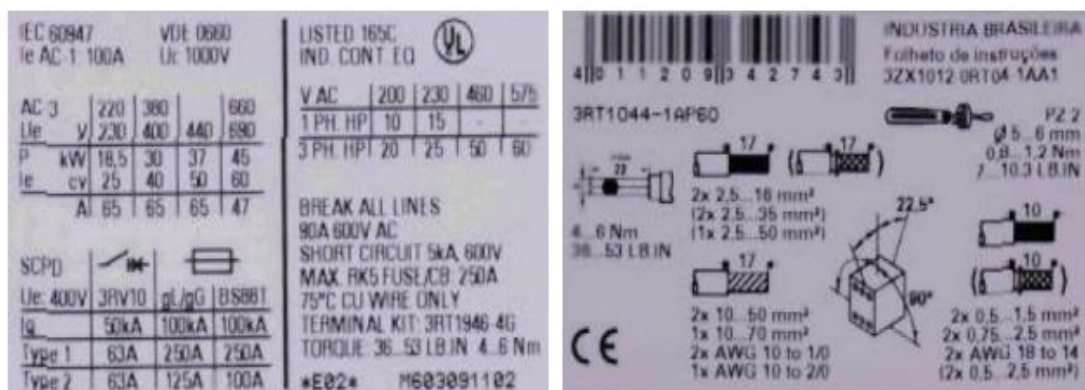 IEC 60947 VDE 0660
Ie AC-1 100A Ui: 1000V
AC 3 220 380 660
Ue V 230 400 440 690
P kW 18,5 30 37 45
Ie cv 25 40 50 60
A 65 65 65 47
SCPD
Ue: 400V 3RV10 gL/gG BS88T
Iq 50kA 100kA 100kA
Type 1 63A 250A 250A
Type 2 63A 125A 100A
LISTED 165C
IND. CONT. EQ UL
V AC 200 230 460 575
1 PH. HP 10 15 - -
3 PH. HP 20 25 50 60
BREAK ALL LINES
90A 600V AC
SHORT CIRCUIT 5kA, 600V
MAX. RK5 FUSE/CB: 250A
75°C CU WIRE ONLY
TERMINAL KIT: 3RT1946-4G
TORQUE: 36...53 LB.IN 4...6 Nm
*E02* M603091102
INDUSTRIA BRASILEIRA
Folheto de instruções
3ZX1012-0RT04-1AA1
4 011209 342743
3RT1044-1AP60
PZ 2
Ø 5...6 mm
0,8...1,2 Nm
7...10.3 LB.IN
17 17
22
2x 2,5...16 mm²
(2x 2,5...35 mm²)
(1x 2,5...50 mm²)
4...6 Nm
36...53 LB.IN
17
2x 10...50 mm²
1x 10...70 mm²
2x AWG 10 to 1/0
1x AWG 10 to 2/0
22,5°
90°
10
10
2x 0,5...1,5 mm²
2x 0,75...2,5 mm²
2x AWG 18 to 14
(2x 0,5...2,5 mm²)
CE